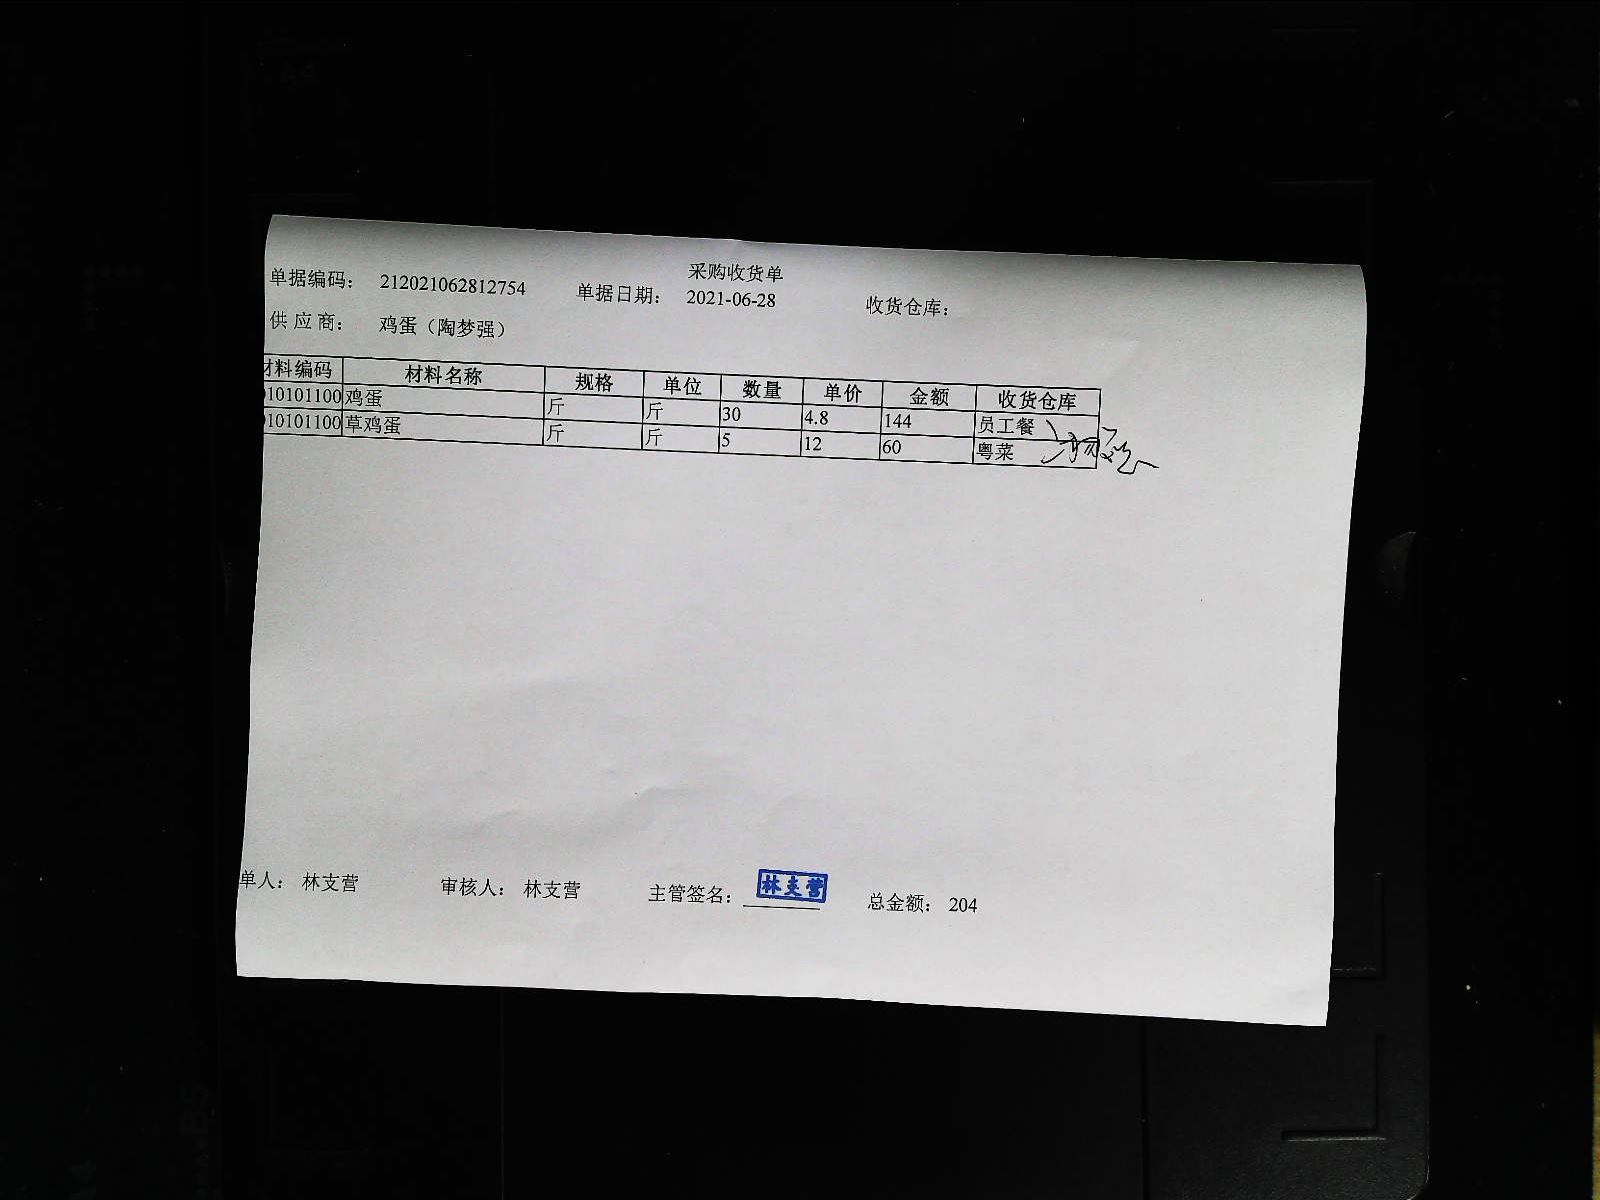 采购收货单
单据编码： 212021062812754 单据日期： 2021-06-28 收货仓库：
供应商： 鸡蛋（陶梦强）
材料编码 材料名称 规格 单位 数量 单价 金额 收货仓库
10101100 鸡蛋 斤 斤 30 4.8 144 员工餐
10101100 草鸡蛋 斤 斤 5 12 60 粤菜
单人： 林支营 审核人： 林支营 主管签名： 林支营 总金额： 204